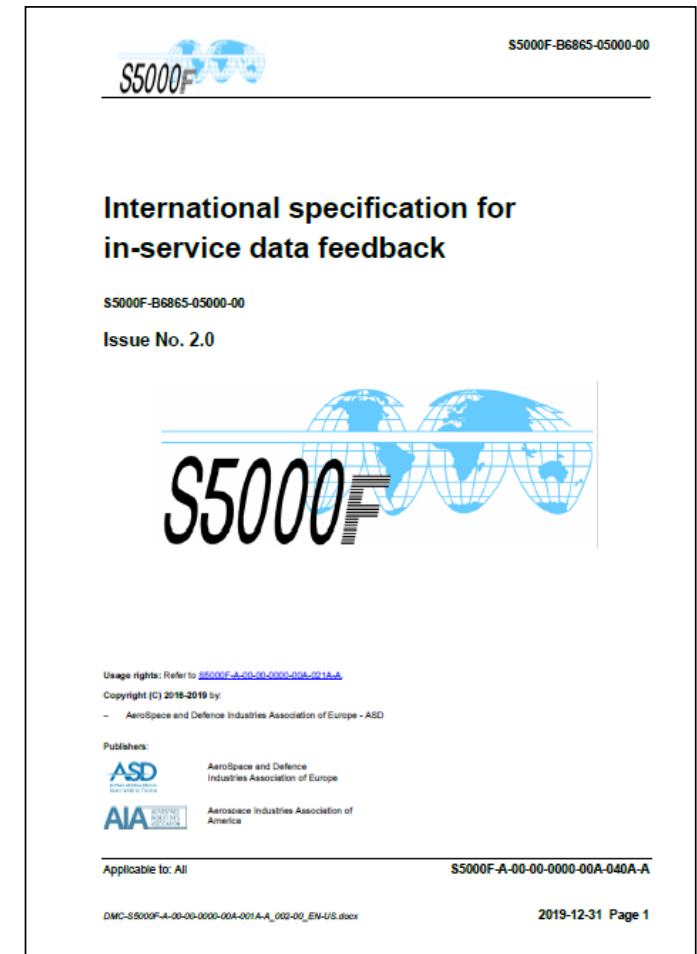 S5000F
S5000F-B6865-05000-00
International specification for
in-service data feedback
S5000F-B6865-05000-00
Issue No. 2.0
S5000F
Usage rights: Refer to S5000F-A-00-00-0000-00A-021A-A.
Copyright (C) 2016-2019 by:
– AeroSpace and Defence Industries Association of Europe - ASD
Publishers:
ASD
AeroSpace and Defence
Industries Association of Europe
AIA
AEROSPACE
INDUSTRIES
ASSOCIATION
Aerospace Industries Association of
America
Applicable to: All
S5000F-A-00-00-0000-00A-040A-A
DMC-S5000F-A-00-00-0000-00A-001A-A_002-00_EN-US.docx
2019-12-31 Page 1